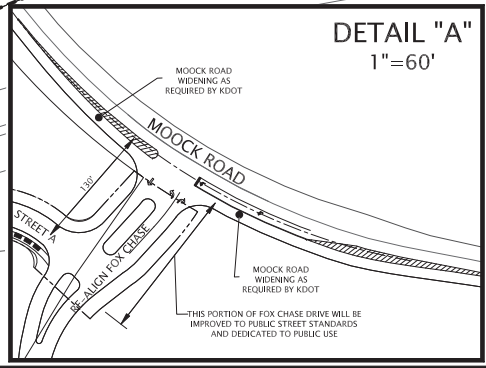 DETAIL "A"
1"=60'
MOOCK ROAD
WIDENING AS
REQUIRED BY KDOT
MOOCK ROAD
130'
STREET A
RE-ALIGN FOX CHASE
MOOCK ROAD
WIDENING AS
REQUIRED BY KDOT
THIS PORTION OF FOX CHASE DRIVE WILL BE
IMPROVED TO PUBLIC STREET STANDARDS
AND DEDICATED TO PUBLIC USE